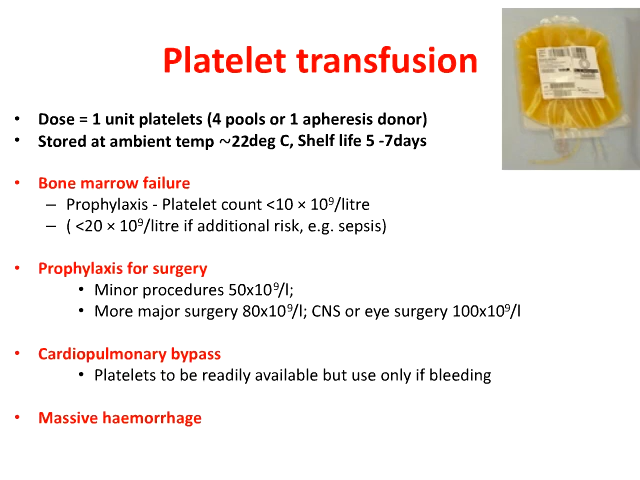 Platelet transfusion
• Dose = 1 unit platelets (4 pools or 1 apheresis donor)
• Stored at ambient temp ~22deg C, Shelf life 5 -7days
• Bone marrow failure
– Prophylaxis - Platelet count <10 × 10⁹/litre
– ( <20 × 10⁹/litre if additional risk, e.g. sepsis)
• Prophylaxis for surgery
• Minor procedures 50x10⁹/l;
• More major surgery 80x10⁹/l; CNS or eye surgery 100x10⁹/l
• Cardiopulmonary bypass
• Platelets to be readily available but use only if bleeding
• Massive haemorrhage